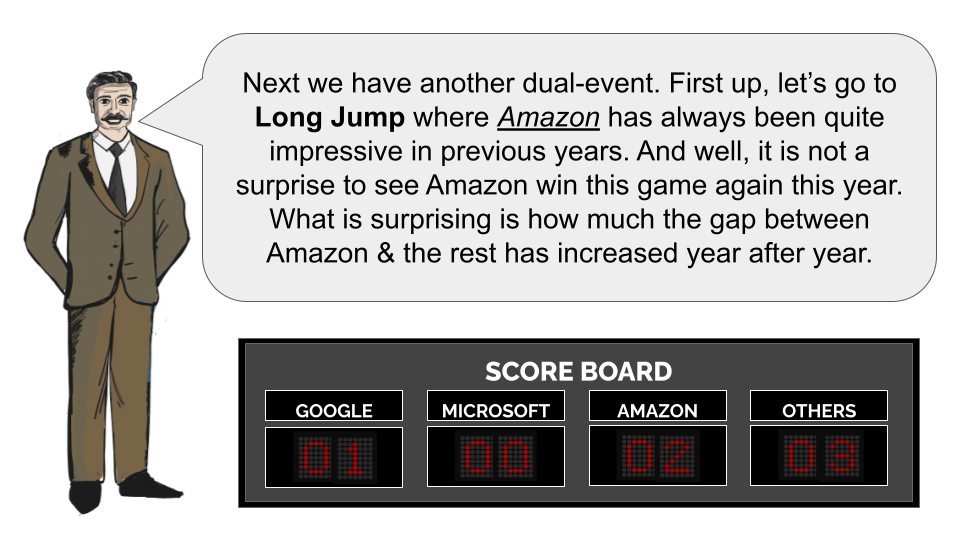 Next we have another dual-event. First up, let’s go to
Long Jump where Amazon has always been quite
impressive in previous years. And well, it is not a
surprise to see Amazon win this game again this year.
What is surprising is how much the gap between
Amazon & the rest has increased year after year.
SCORE BOARD
GOOGLE MICROSOFT AMAZON OTHERS
01 00 02 03